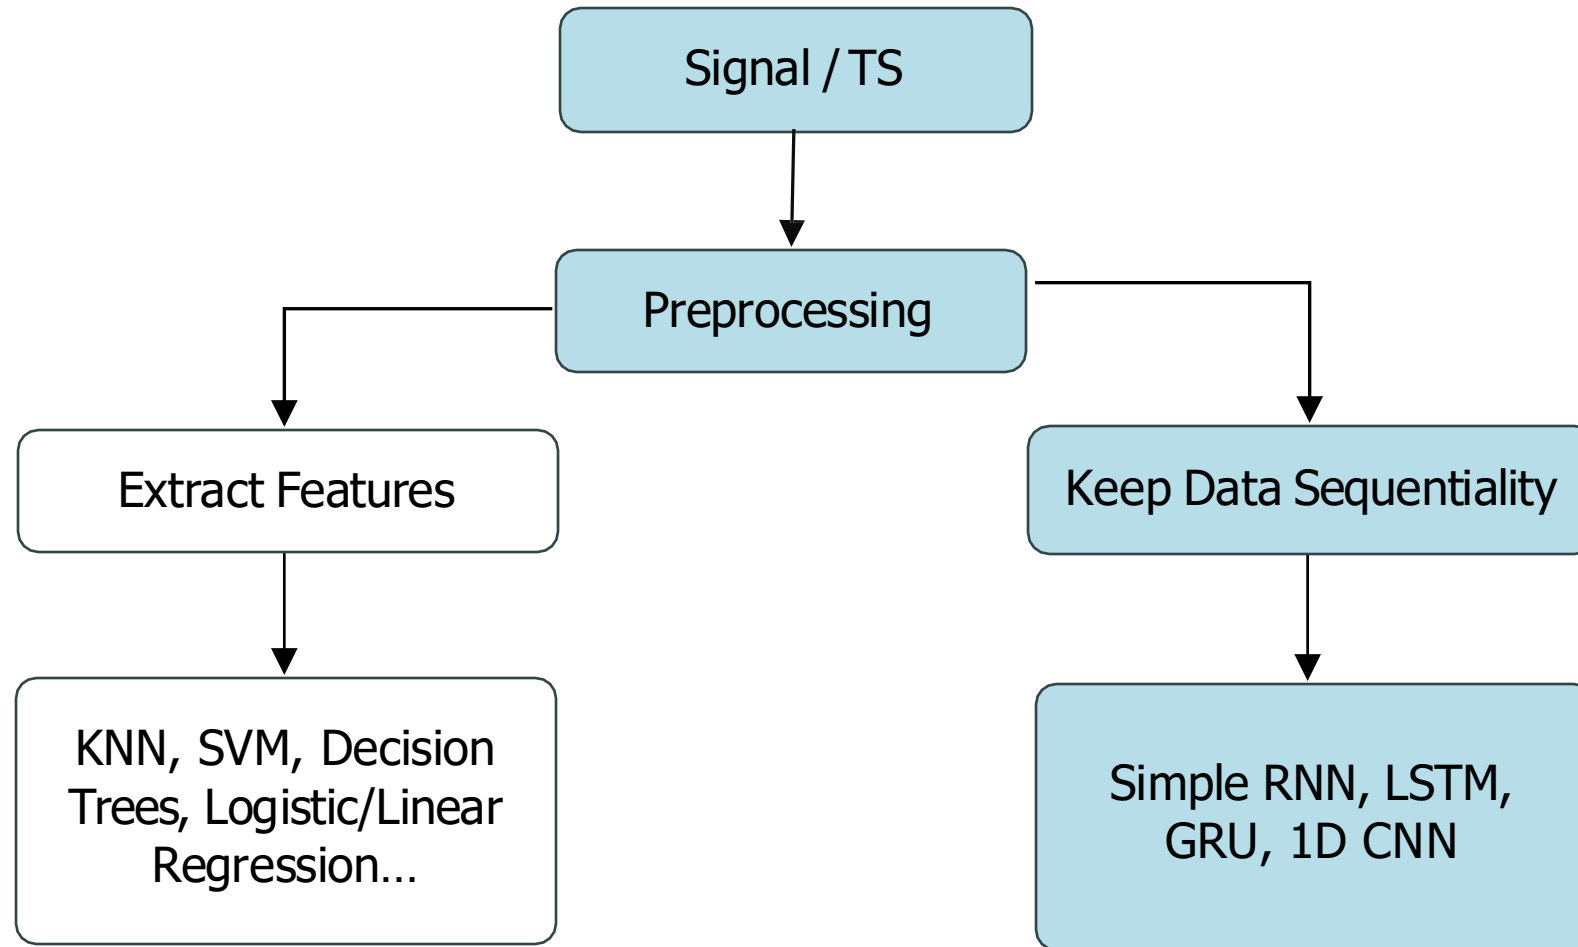 Signal / TS
Preprocessing
Extract Features
Keep Data Sequentiality
KNN, SVM, Decision
Trees, Logistic/Linear
Regression...
Simple RNN, LSTM,
GRU, 1D CNN